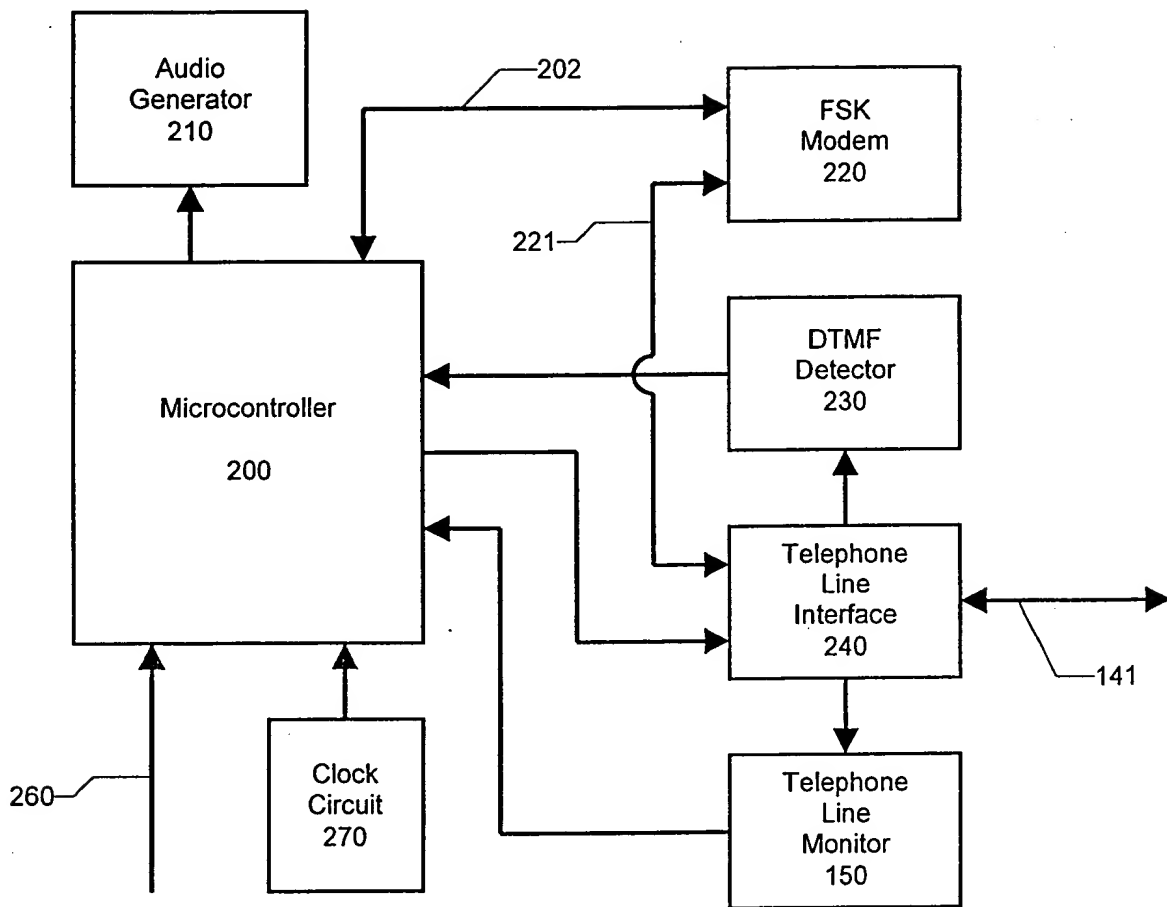 Audio
Generator
210
202
FSK
Modem
220
221
DTMF
Detector
230
Microcontroller
200
Telephone
Line
Interface
240
141
260
Clock
Circuit
270
Telephone
Line
Monitor
150